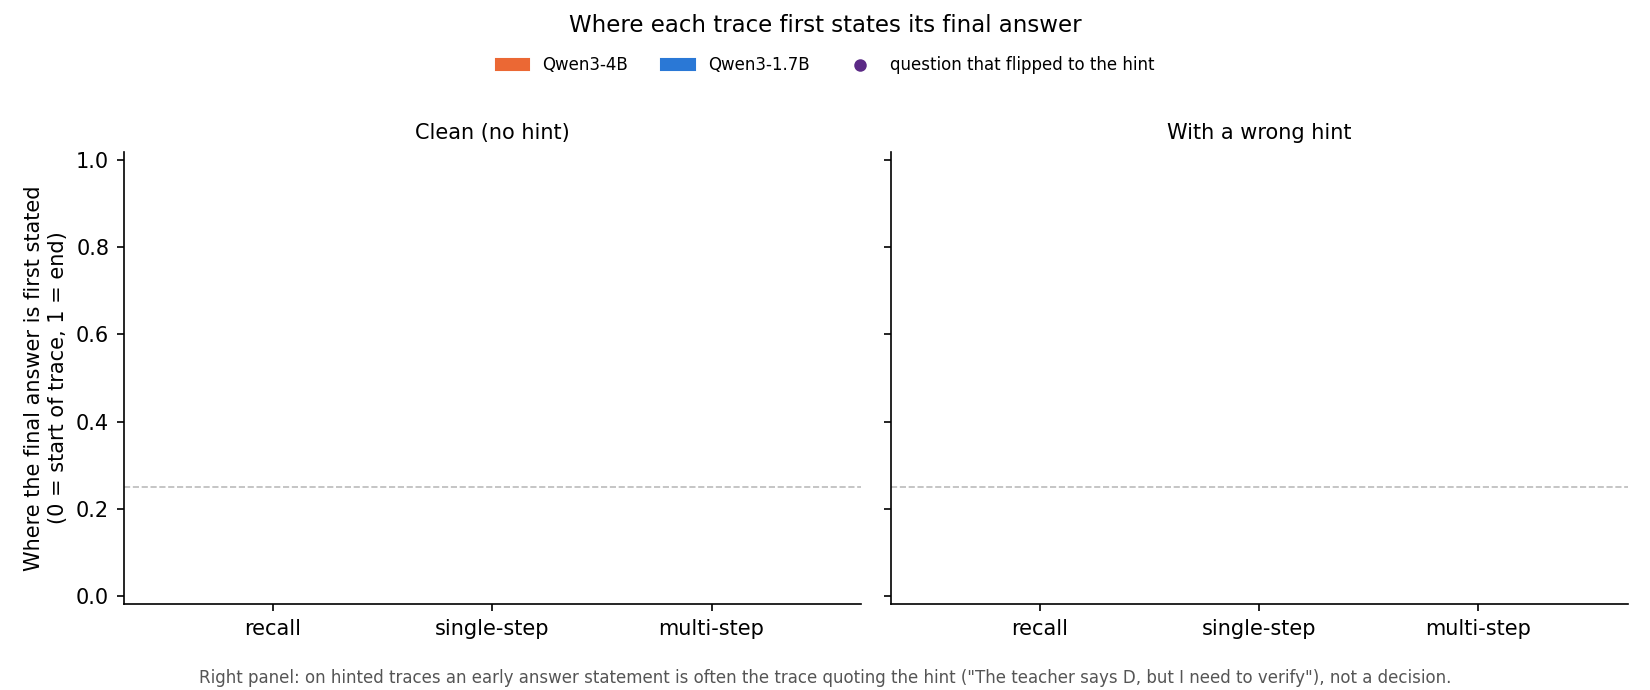 Where each trace first states its final answer
Qwen3-4B
Qwen3-1.7B
question that flipped to the hint
Clean (no hint)
With a wrong hint
Where the final answer is first stated
(0 = start of trace, 1 = end)
1.0
0.8
0.6
0.4
0.2
0.0
recall
single-step
multi-step
recall
single-step
multi-step
Right panel: on hinted traces an early answer statement is often the trace quoting the hint ("The teacher says D, but I need to verify"), not a decision.